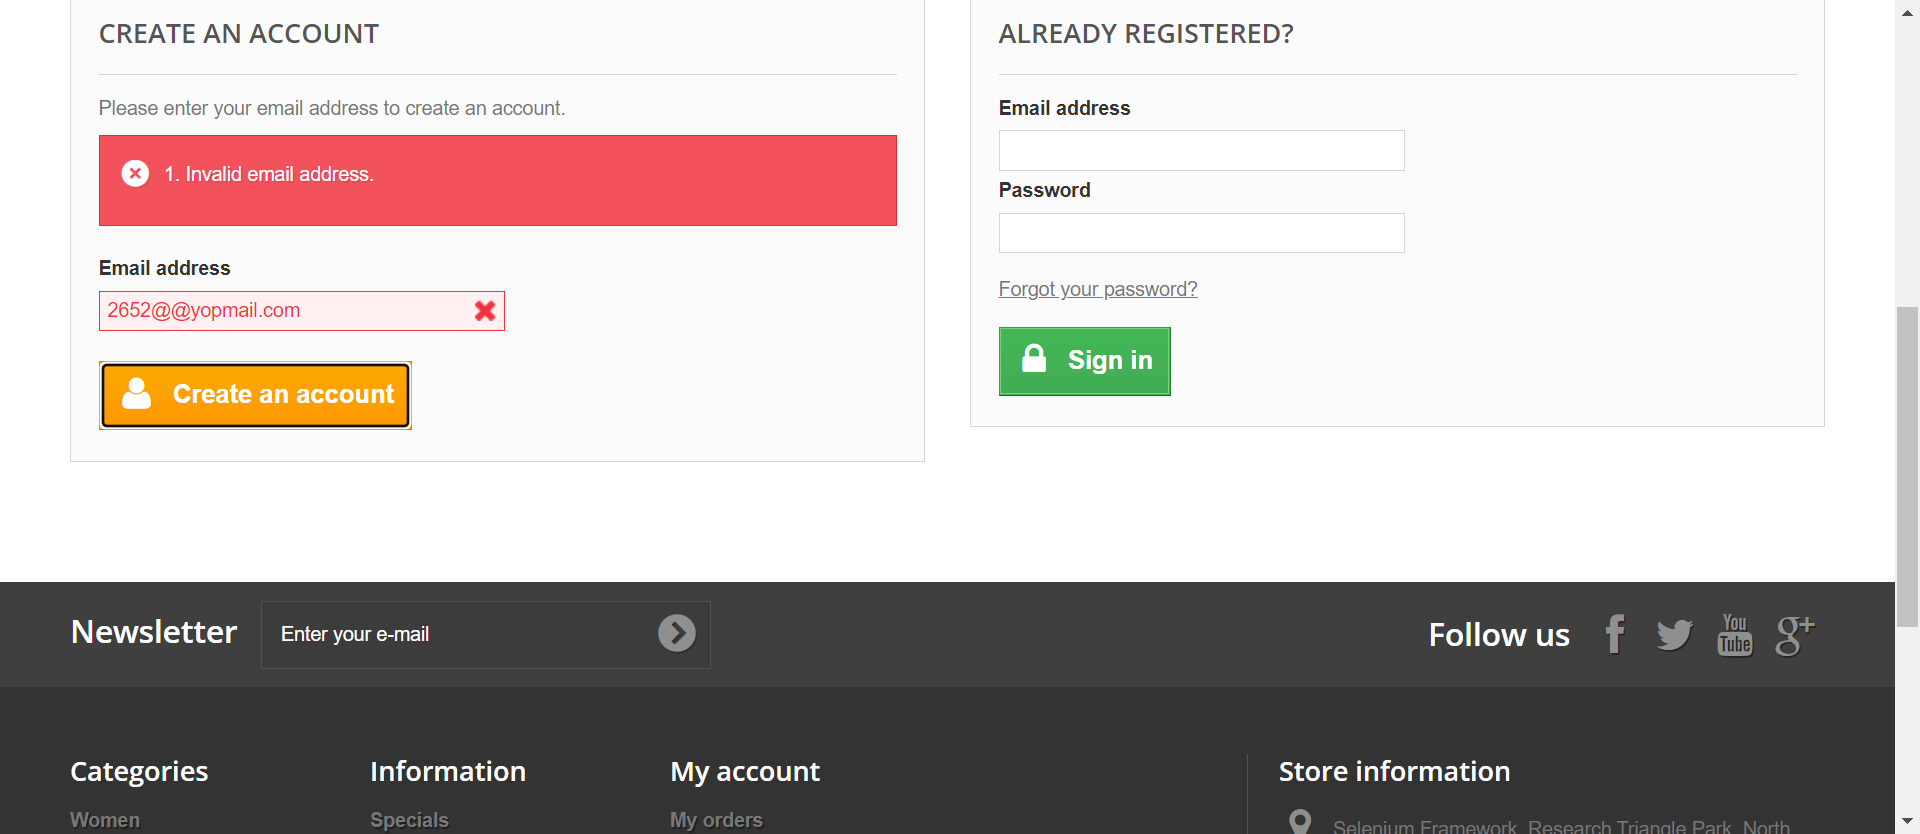 CREATE AN ACCOUNT
Please enter your email address to create an account.
1. Invalid email address.
Email address
2652@@yopmail.com
Create an account
ALREADY REGISTERED?
Email address
Password
Forgot your password?
Sign in
Newsletter
Enter your e-mail
Follow us
You
Tube
g+
Categories
Women
Information
Specials
My account
My orders
Store information
Selenium Framework, Research Triangle Park, North